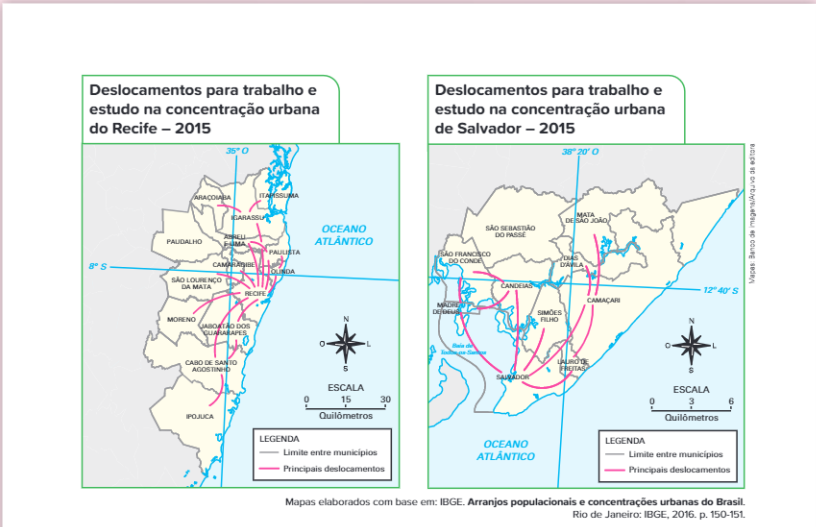 Deslocamentos para trabalho e
estudo na concentração urbana
do Recife – 2015
35° O
ARAÇOIABA
ITAPISSUMA
IGARASSU
ABREU
E LIMA
PAUDALHO
PAULISTA
OCEANO
ATLÂNTICO
8° S
CAMARAGIBE
OLINDA
SÃO LOURENÇO
DA MATA
RECIFE
MORENO
JABOATÃO DOS
GUARARAPES
CABO DE SANTO
AGOSTINHO
IPOJUCA
N
O
L
S
ESCALA
0 15 30
Quilômetros
LEGENDA
Limite entre municípios
Principais deslocamentos
Deslocamentos para trabalho e
estudo na concentração urbana
de Salvador – 2015
38° 20' O
MATA
DE SÃO JOÃO
SÃO SEBASTIÃO
DO PASSÉ
SÃO FRANCISCO
DO CONDE
DIAS
D'ÁVILA
12° 40' S
CANDEIAS
CAMAÇARI
MADRE
DE DEUS
SIMÕES
FILHO
Baía de
Todos os Santos
LAURO DE
FREITAS
SALVADOR
N
O
L
S
ESCALA
0 3 6
Quilômetros
OCEANO
ATLÂNTICO
LEGENDA
Limite entre municípios
Principais deslocamentos
Mapas: Banco de imagens/Arquivo da editora
Mapas elaborados com base em: IBGE. Arranjos populacionais e concentrações urbanas do Brasil.
Rio de Janeiro: IBGE, 2016. p. 150-151.